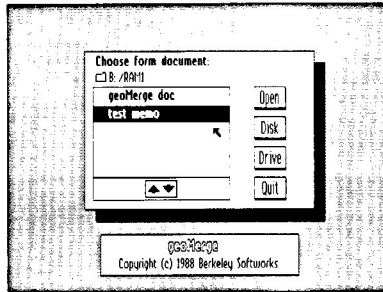 Choose form document:
B: /RAM1
geoMerge doc
test memo
Open
Disk
Drive
Quit
geoMerge
Copyright (c) 1988 Berkeley Softworks